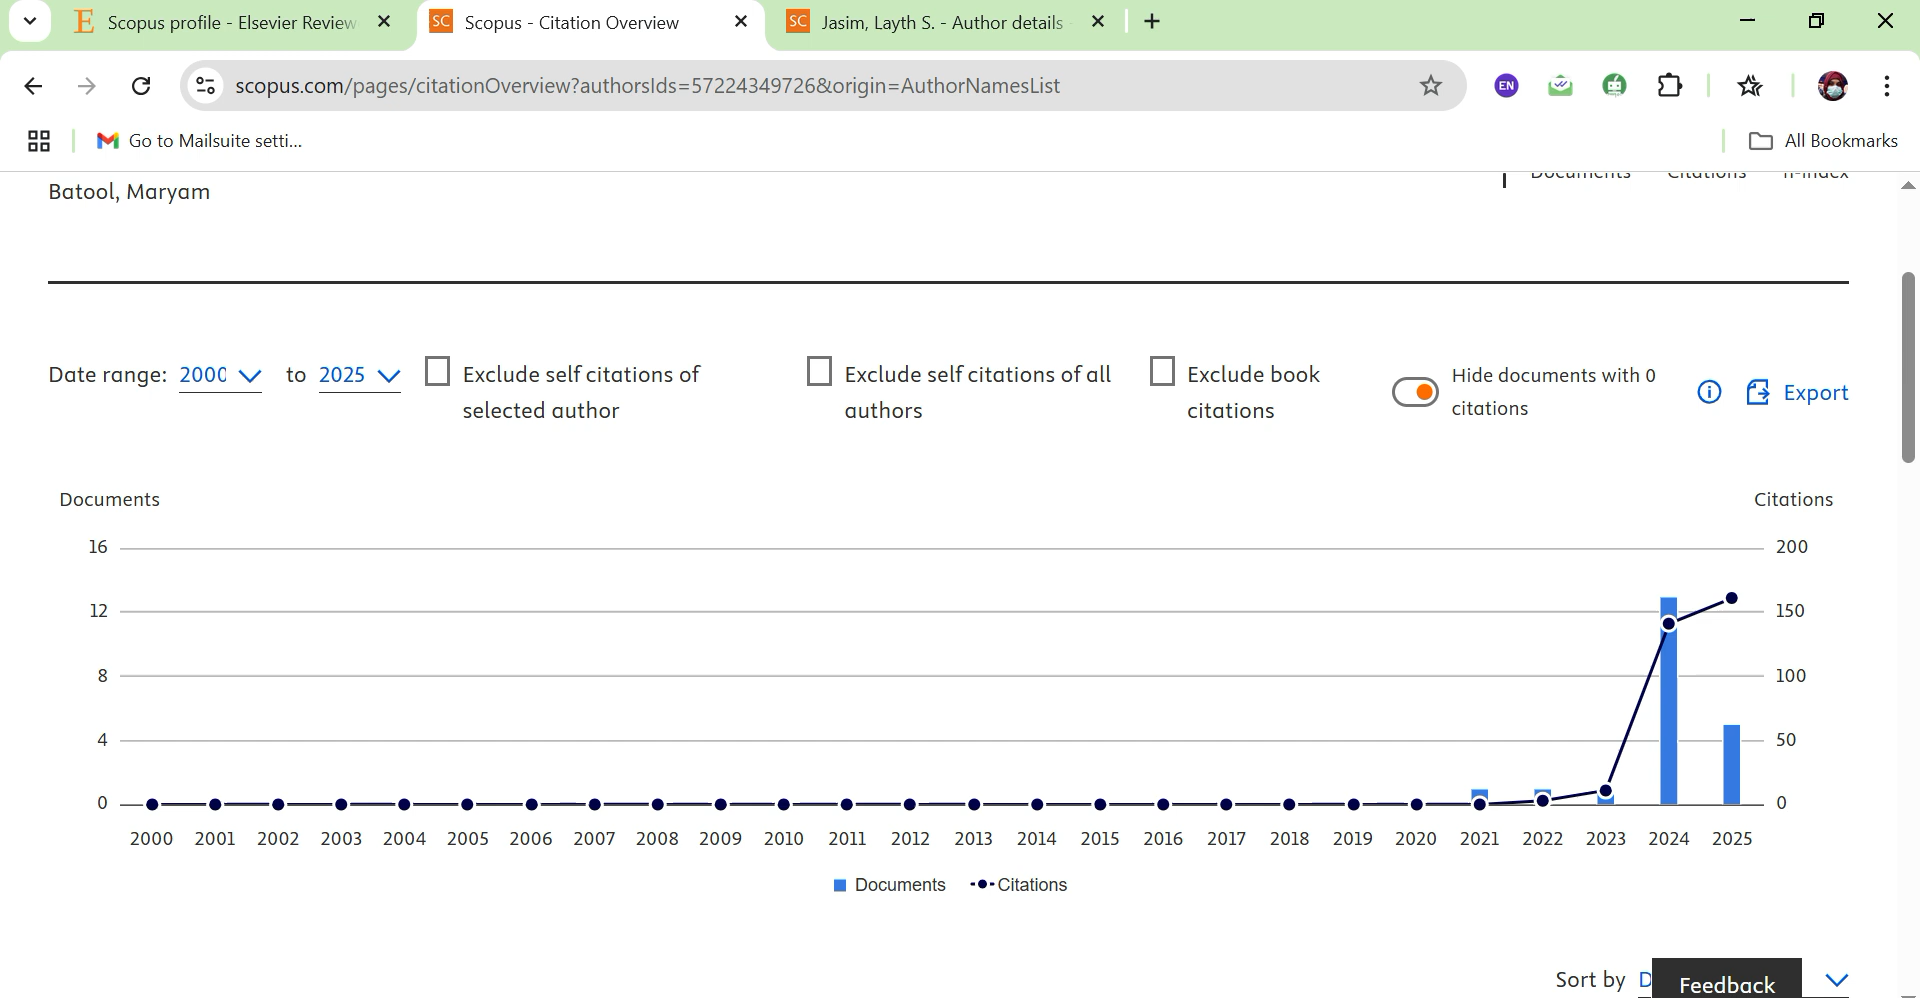 Scopus profile - Elsevier Review
SC Scopus - Citation Overview
SC Jasim, Layth S. - Author details
scopus.com/pages/citationOverview?authorsIds=57224349726&origin=AuthorNamesList
EN
Go to Mailsuite setti...
All Bookmarks
Batool, Maryam
Documents Citations h-index
Date range: 2000 to 2025
Exclude self citations of selected author
Exclude self citations of all authors
Exclude book citations
Hide documents with 0 citations
Export
Documents
Citations
16 200
12 150
8 100
4 50
0 0
2000 2001 2002 2003 2004 2005 2006 2007 2008 2009 2010 2011 2012 2013 2014 2015 2016 2017 2018 2019 2020 2021 2022 2023 2024 2025
Documents Citations
Sort by D
Feedback